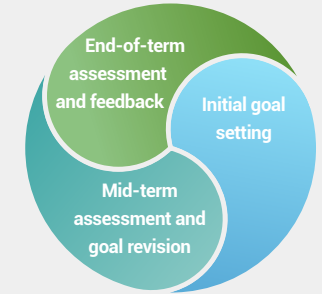 End-of-term
assessment
and feedback
Initial goal
setting
Mid-term
assessment and
goal revision